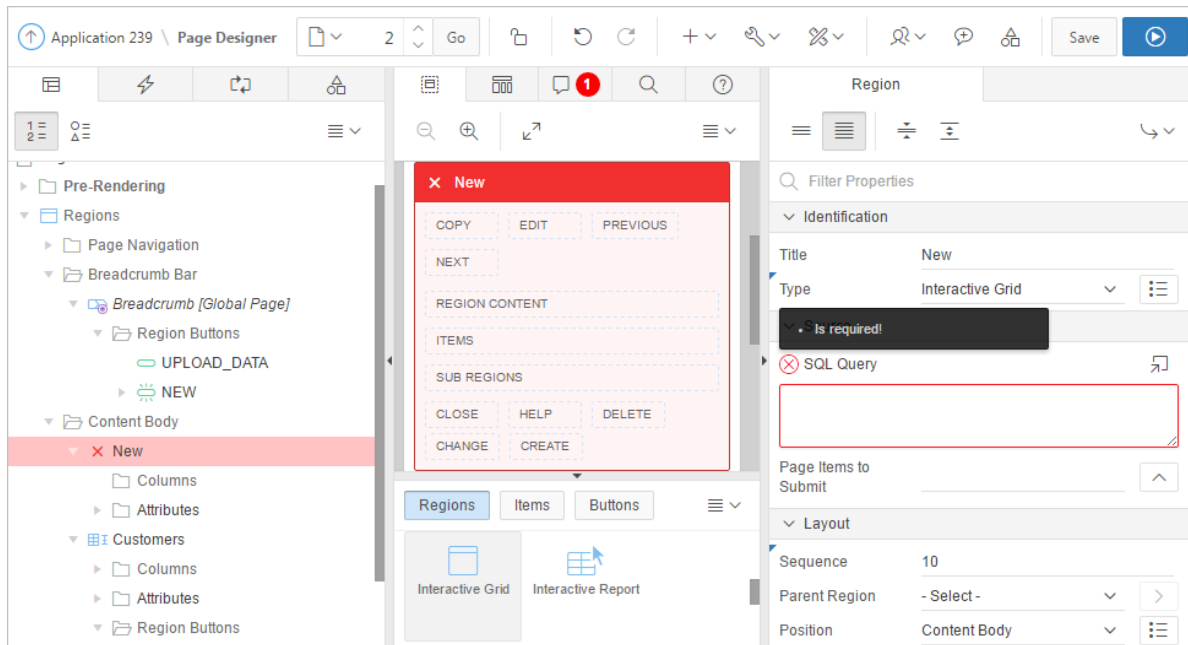 Application 239 \ Page Designer
2
Go
Save
1
Region
1
2
Pre-Rendering
Regions
Page Navigation
Breadcrumb Bar
Breadcrumb [Global Page]
Region Buttons
UPLOAD_DATA
NEW
Content Body
New
Columns
Attributes
Customers
Columns
Attributes
Region Buttons
New
COPY EDIT PREVIOUS
NEXT
REGION CONTENT
ITEMS
SUB REGIONS
CLOSE HELP DELETE
CHANGE CREATE
Regions Items Buttons
Interactive Grid Interactive Report
Filter Properties
Identification
Title New
Type Interactive Grid
• Is required!
SQL Query
Page Items to
Submit
Layout
Sequence 10
Parent Region - Select -
Position Content Body